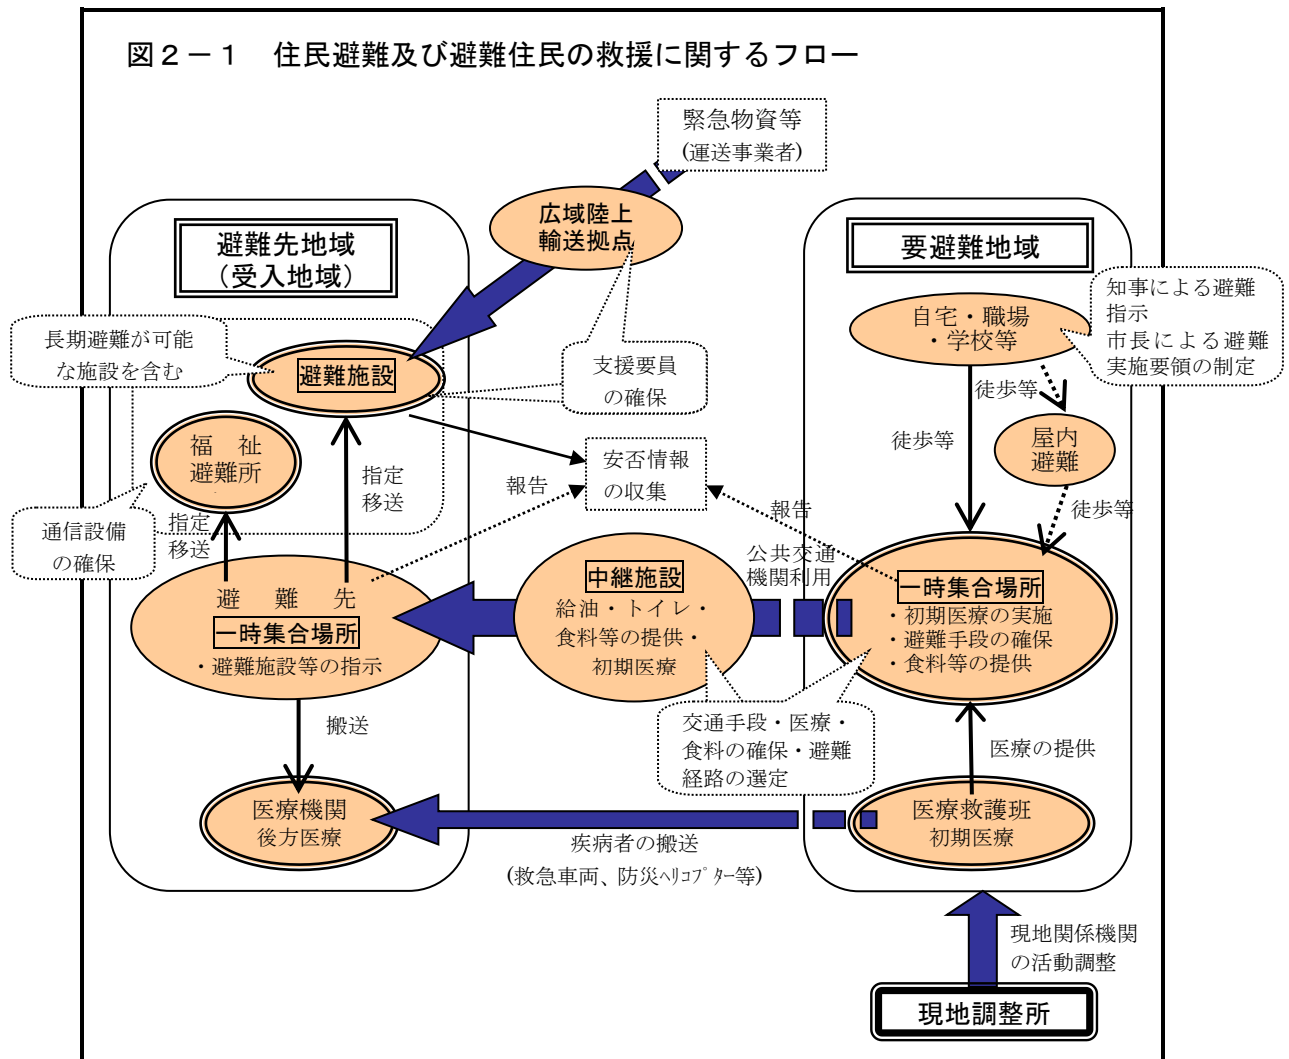 図２－１　住民避難及び避難住民の救援に関するフロー
緊急物資等
(運送事業者)
広域陸上
輸送拠点
避難先地域
（受入地域）
要避難地域
知事による避難
指示
市長による避難
実施要領の制定
自宅・職場
・学校等
長期避難が可能
な施設を含む
避難施設
支援要員
の確保
徒歩等
徒歩等
屋内
避難
福　祉
避難所
指定
移送
安否情報
の収集
報告
報告
徒歩等
通信設備
の確保
指定
移送
公共交通
機関利用
中継施設
給油・トイレ・
食料等の提供・
初期医療
一時集合場所
・初期医療の実施
・避難手段の確保
・食料等の提供
避　難　先
一時集合場所
・避難施設等の指示
交通手段・医療・
食料の確保・避難
経路の選定
搬送
医療の提供
医療機関
後方医療
医療救護班
初期医療
疾病者の搬送
(救急車両、防災ﾍﾘｺﾌﾟﾀｰ等)
現地関係機関
の活動調整
現地調整所